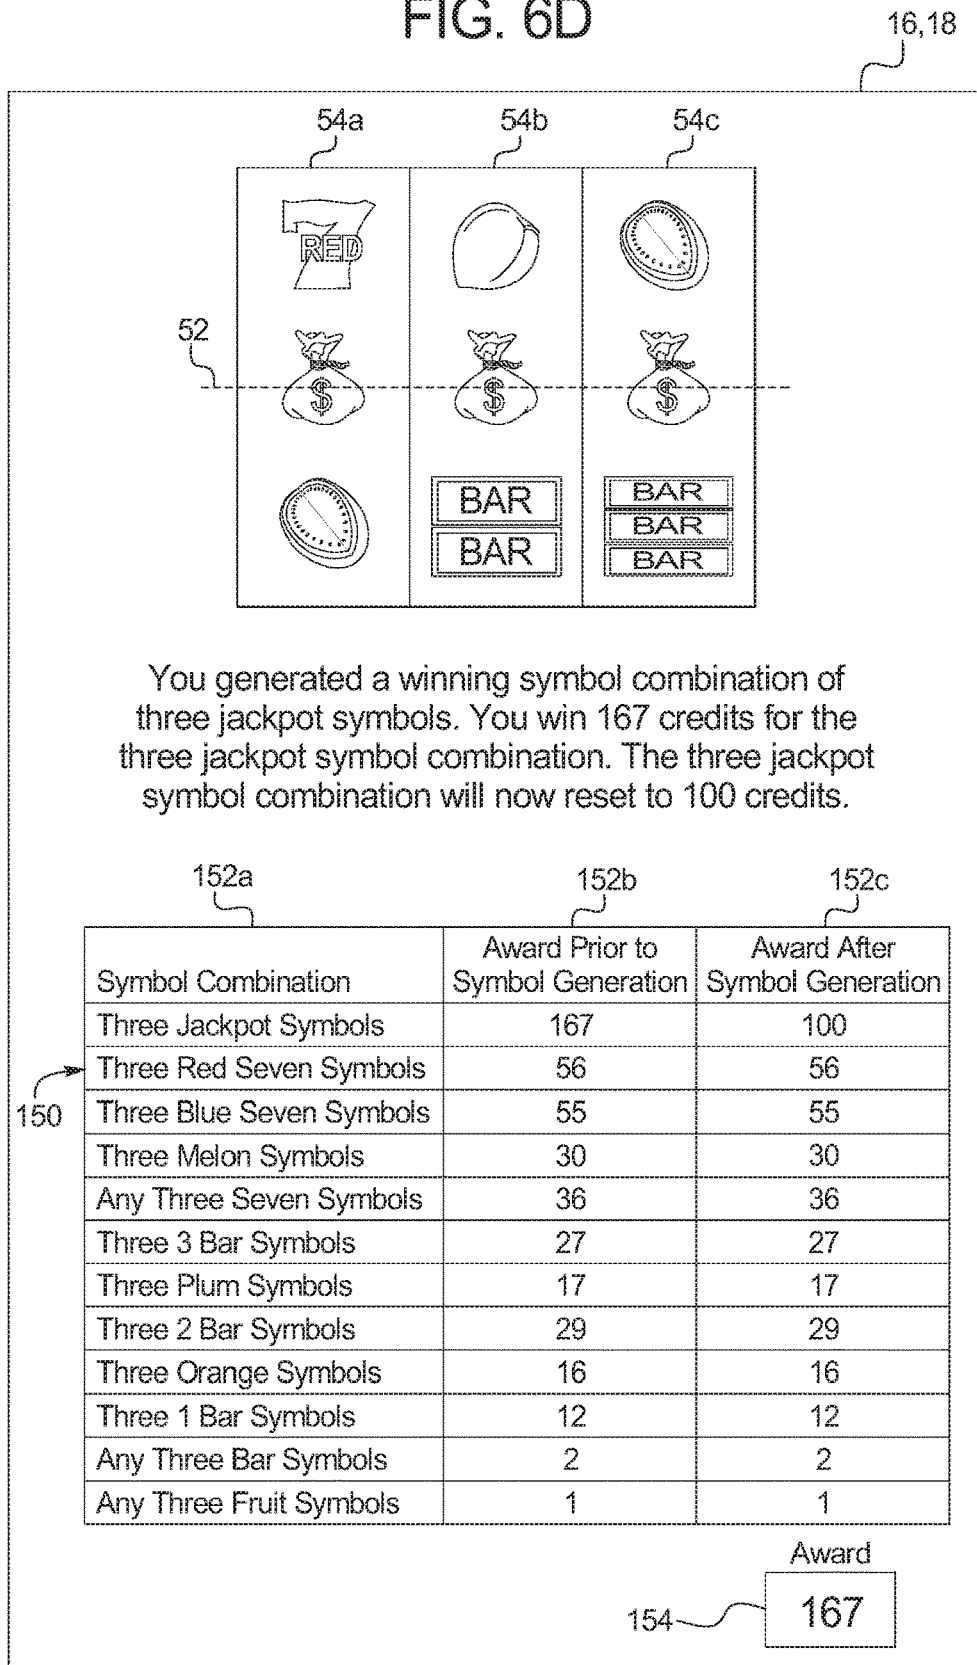 FIG. 6D
16,18
54a 54b 54c
7 RED
52
$ $ $
BAR BAR
BAR BAR
BAR
You generated a winning symbol combination of
three jackpot symbols. You win 167 credits for the
three jackpot symbol combination. The three jackpot
symbol combination will now reset to 100 credits.
152a 152b 152c
Symbol Combination Award Prior to Symbol Generation Award After Symbol Generation
Three Jackpot Symbols 167 100
Three Red Seven Symbols 56 56
150
Three Blue Seven Symbols 55 55
Three Melon Symbols 30 30
Any Three Seven Symbols 36 36
Three 3 Bar Symbols 27 27
Three Plum Symbols 17 17
Three 2 Bar Symbols 29 29
Three Orange Symbols 16 16
Three 1 Bar Symbols 12 12
Any Three Bar Symbols 2 2
Any Three Fruit Symbols 1 1
Award
154 167